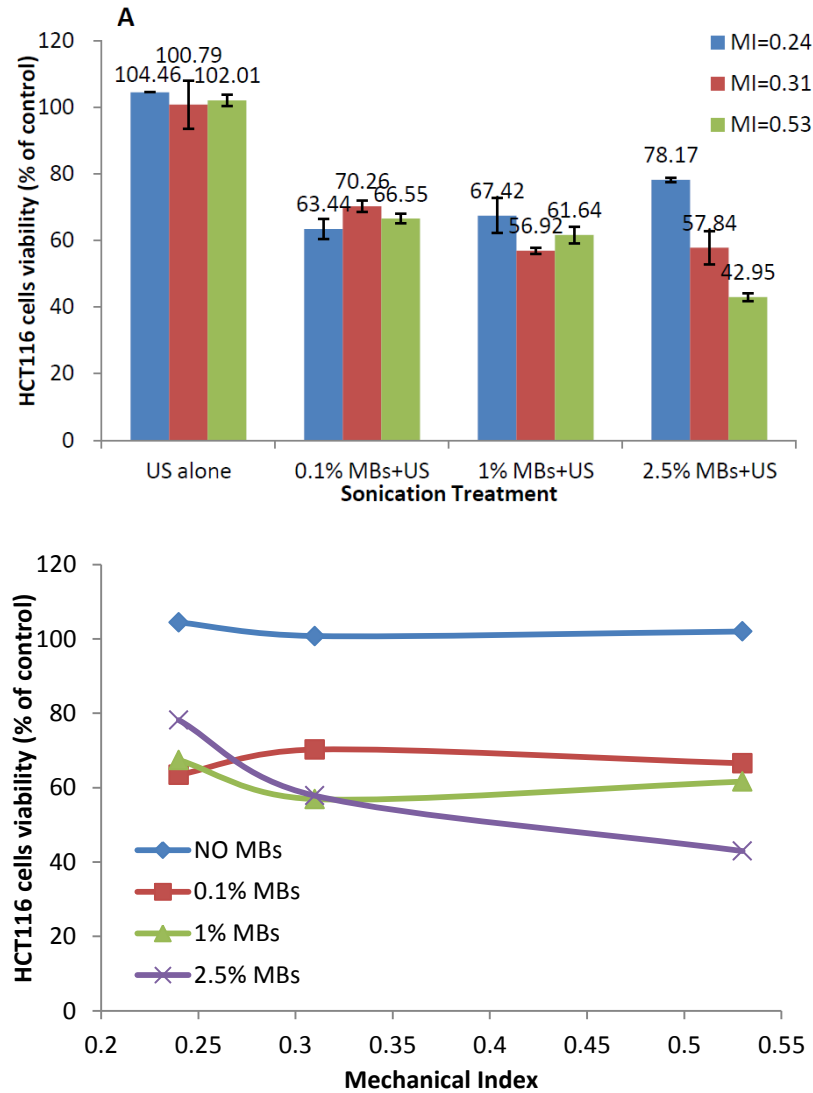 A
HCT116 cells viability (% of control)
120
100
80
60
40
20
0
104.46
100.79
102.01
63.44
70.26
66.55
67.42
56.92
61.64
78.17
57.84
42.95
MI=0.24
MI=0.31
MI=0.53
US alone
0.1% MBs+US
1% MBs+US
2.5% MBs+US
Sonication Treatment
HCT116 cells viability (% of control)
120
100
80
60
40
20
0
NO MBs
0.1% MBs
1% MBs
2.5% MBs
0.2
0.25
0.3
0.35
0.4
0.45
0.5
0.55
Mechanical Index